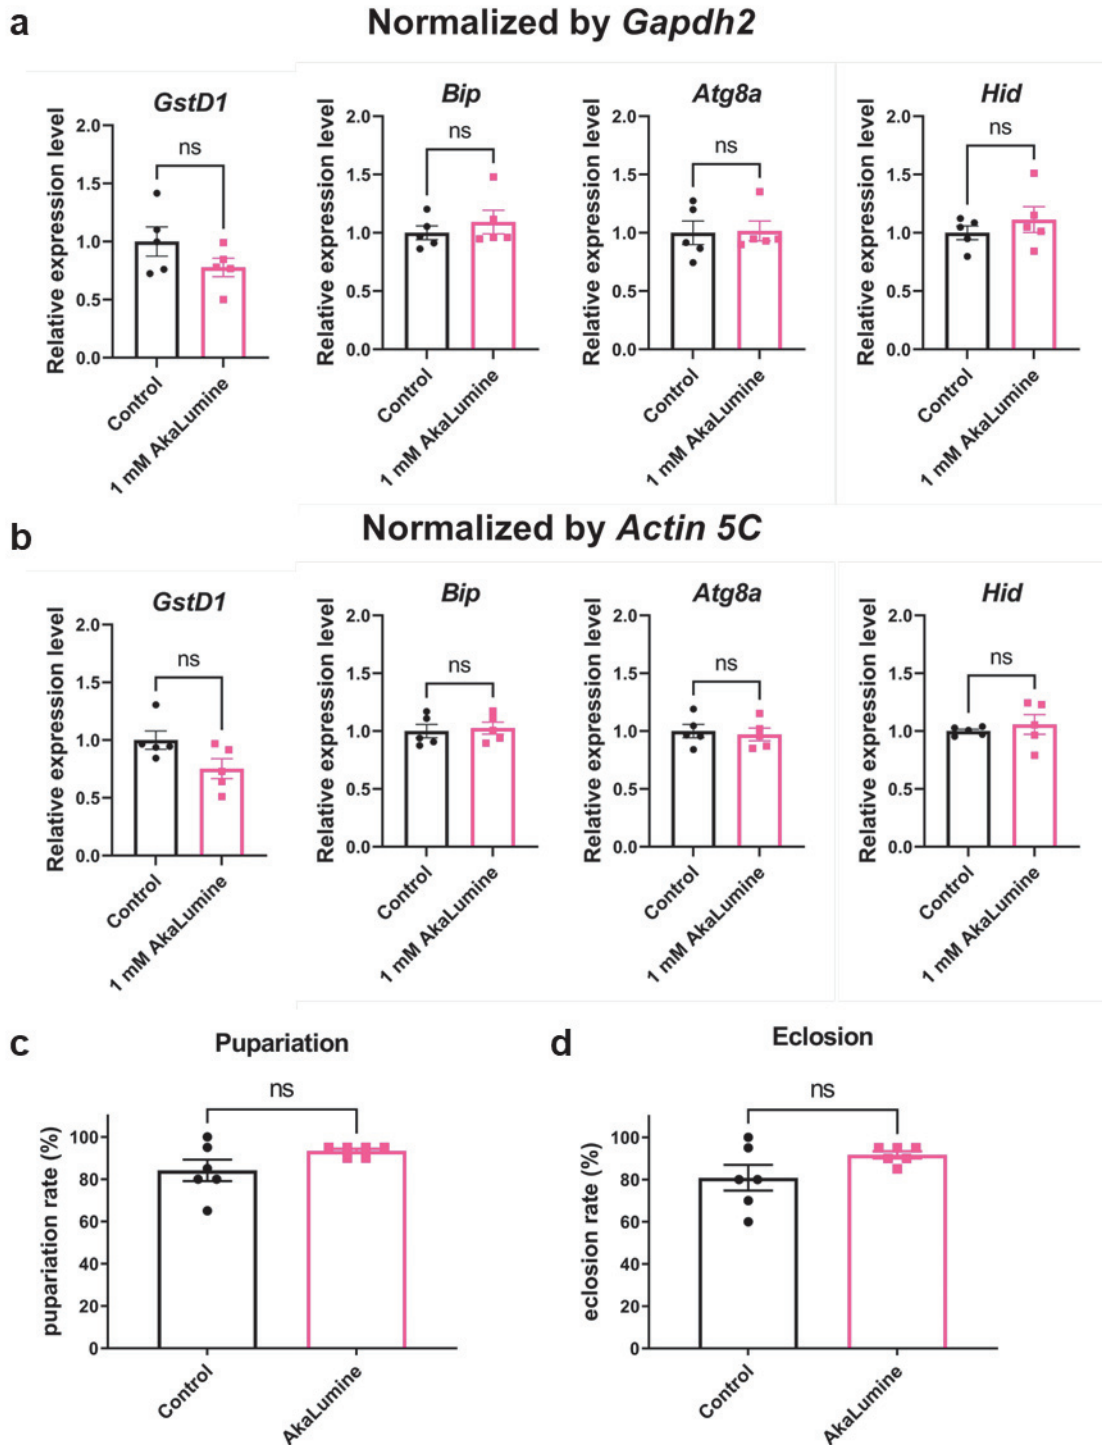 a
Normalized by Gapdh2
GstD1
Relative expression level
2.0
1.5
1.0
0.5
0.0
ns
Control
1 mM AkaLumine
Bip
Relative expression level
2.0
1.5
1.0
0.5
0.0
ns
Control
1 mM AkaLumine
Atg8a
Relative expression level
2.0
1.5
1.0
0.5
0.0
ns
Control
1 mM AkaLumine
Hid
Relative expression level
2.0
1.5
1.0
0.5
0.0
ns
Control
1 mM AkaLumine
b
Normalized by Actin 5C
GstD1
Relative expression level
2.0
1.5
1.0
0.5
0.0
ns
Control
1 mM AkaLumine
Bip
Relative expression level
2.0
1.5
1.0
0.5
0.0
ns
Control
1 mM AkaLumine
Atg8a
Relative expression level
2.0
1.5
1.0
0.5
0.0
ns
Control
1 mM AkaLumine
Hid
Relative expression level
2.0
1.5
1.0
0.5
0.0
ns
Control
1 mM AkaLumine
c
Pupariation
pupariation rate (%)
100
80
60
40
20
0
ns
Control
AkaLumine
d
Eclosion
eclosion rate (%)
100
80
60
40
20
0
ns
Control
AkaLumine